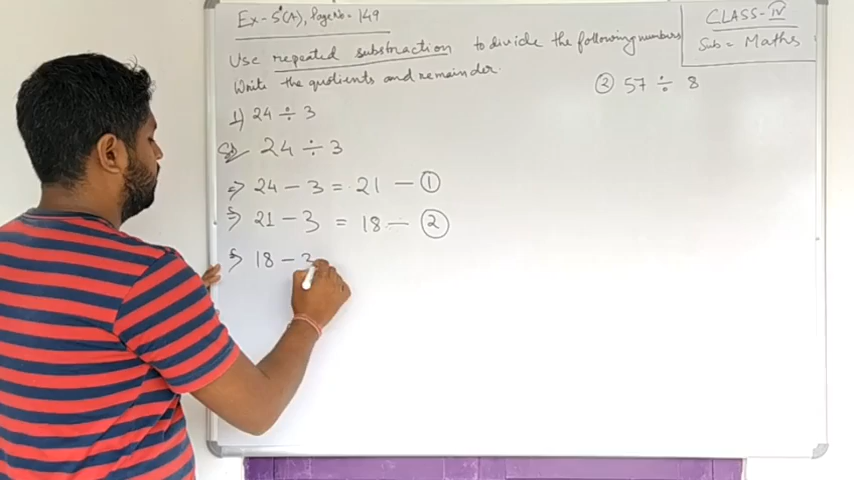 Ex-5(A), Page No = 149
CLASS-IV
Sub = Maths
Use repeated substraction to divide the following numbers
Write the quotients and remainder.
1) 24 ÷ 3
Sol 24 ÷ 3
⇒ 24 - 3 = 21 - ①
⇒ 21 - 3 = 18 - ②
⇒ 18 - 3
② 57 ÷ 8